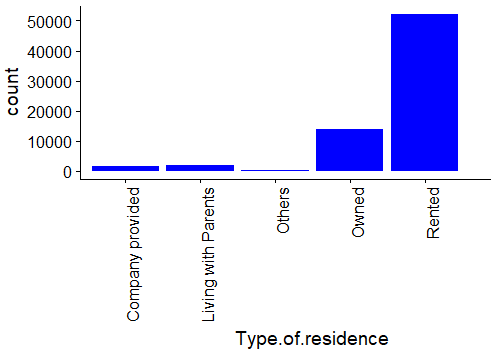 count
50000
40000
30000
20000
10000
0
Company provided
Living with Parents
Others
Owned
Rented
Type.of.residence